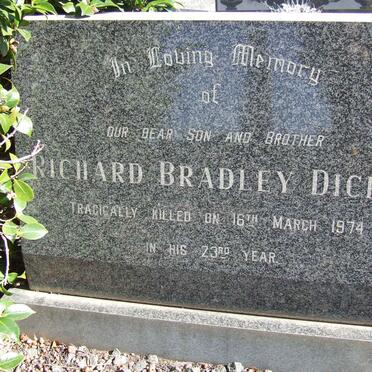 In Loving Memory
of
OUR DEAR SON AND BROTHER
RICHARD BRADLEY
TRAGICALLY KILLED ON 16TH MARCH 1974
IN HIS 23RD YEAR